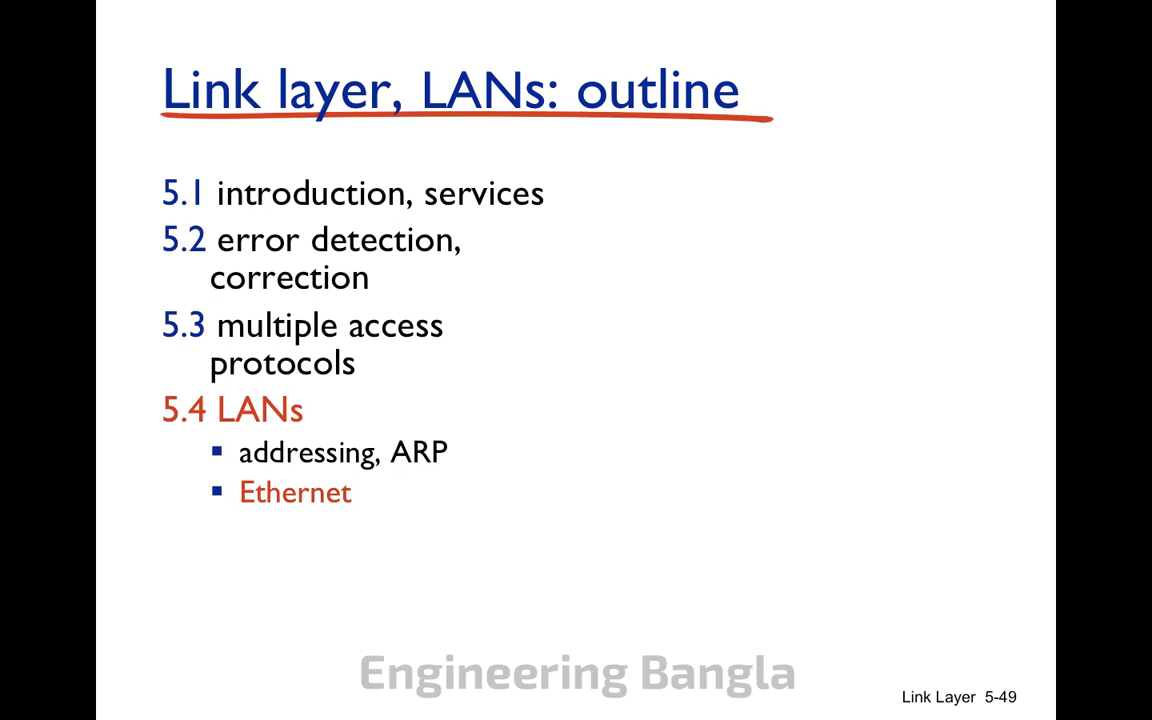 Link layer, LANs: outline
5.1 introduction, services
5.2 error detection,
correction
5.3 multiple access
protocols
5.4 LANs
▪ addressing, ARP
▪ Ethernet
Engineering Bangla
Link Layer 5-49